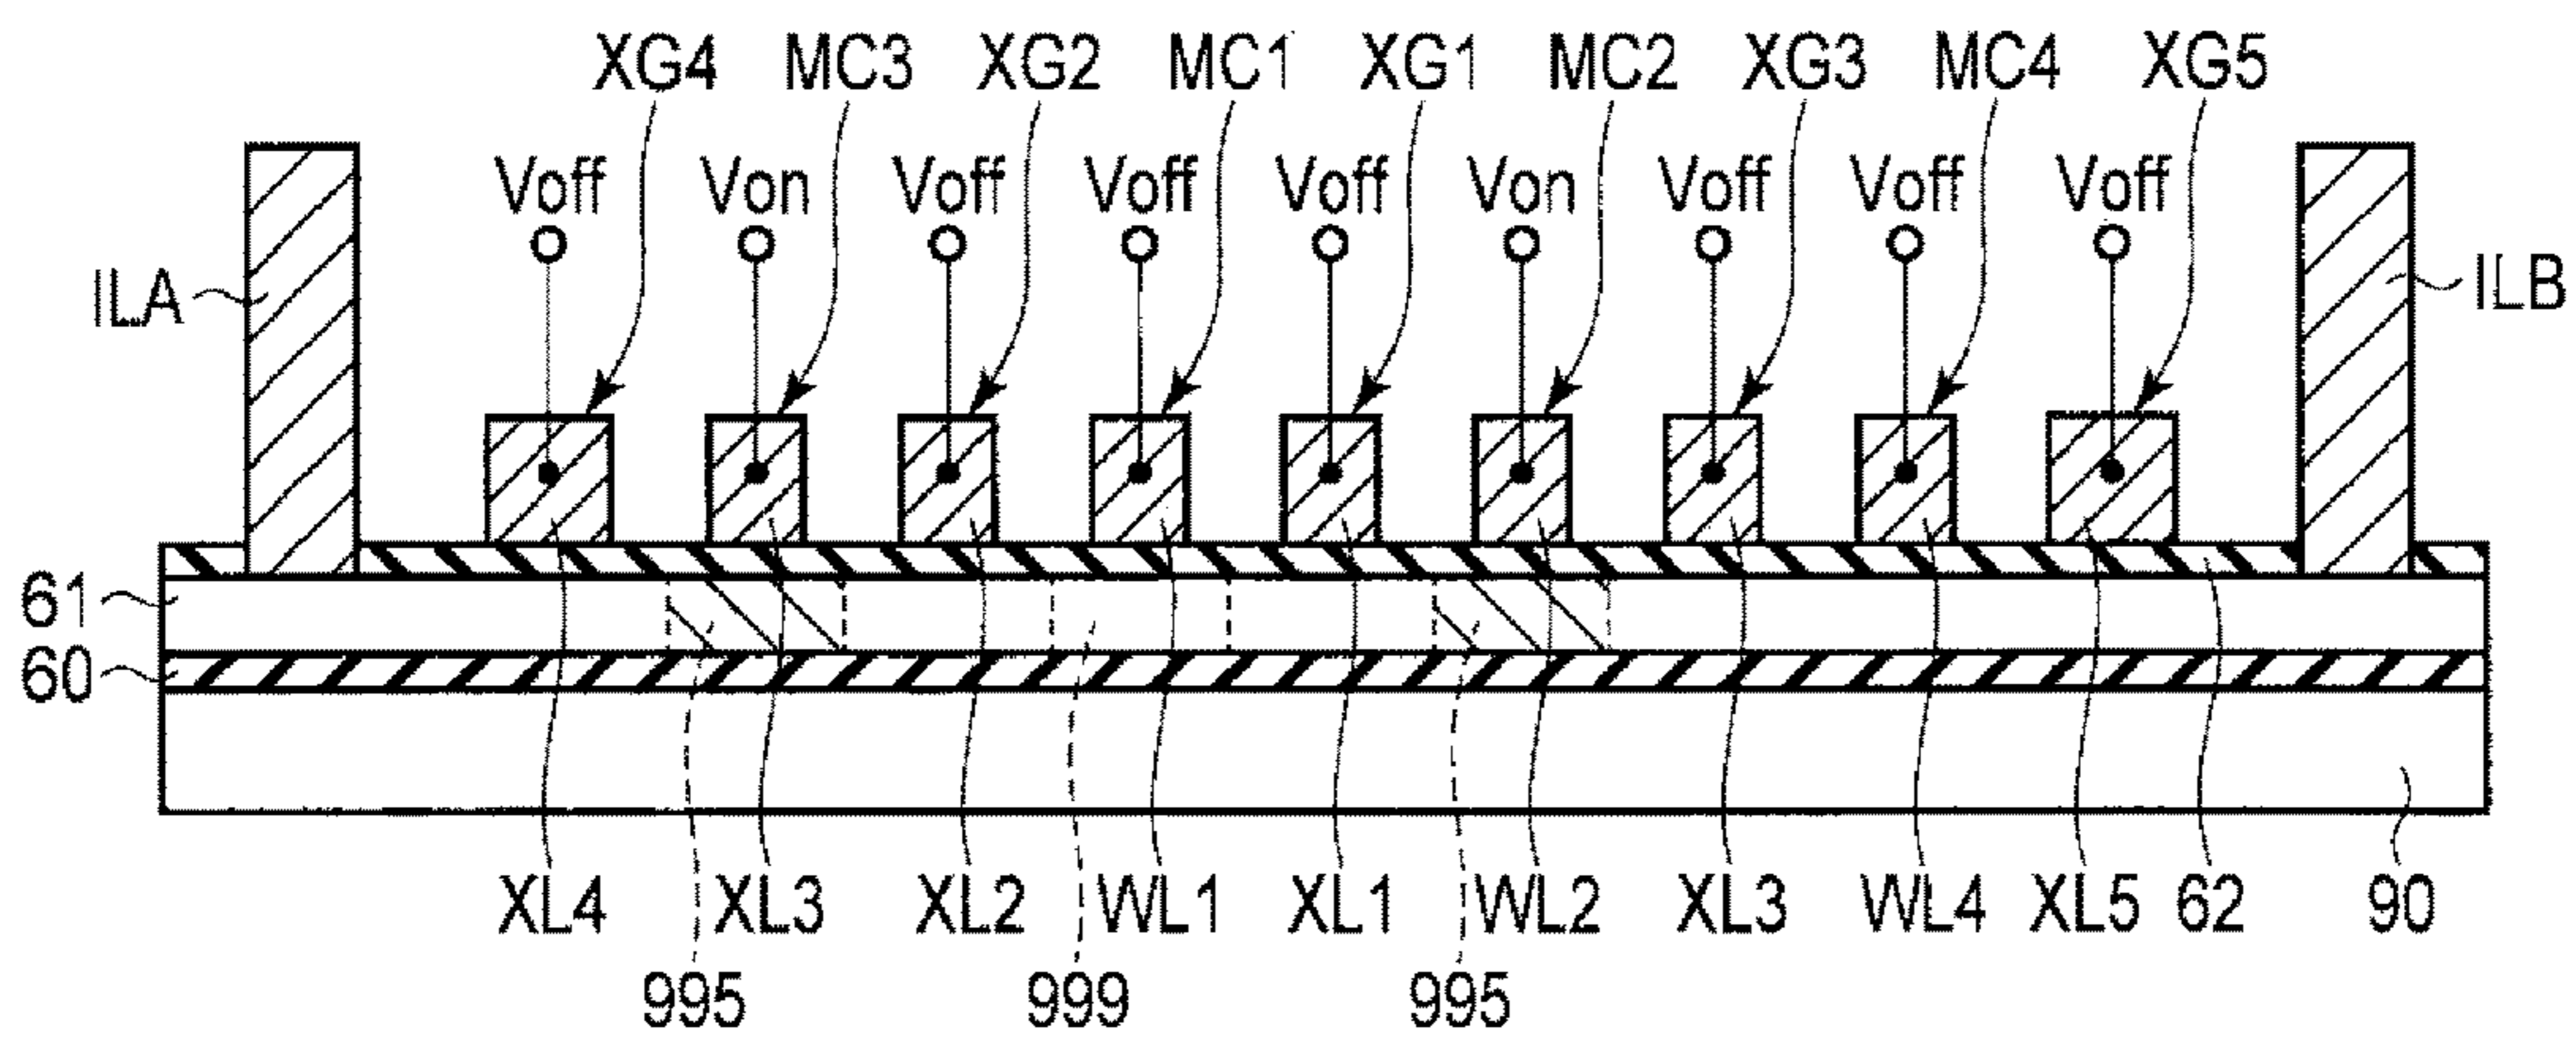 XG4 MC3 XG2 MC1 XG1 MC2 XG3 MC4 XG5
Voff Von Voff Voff Voff Von Voff Voff Voff
ILA ILB
61
60
XL4 XL3 XL2 WL1 XL1 WL2 XL3 WL4 XL5 62 90
995 999 995